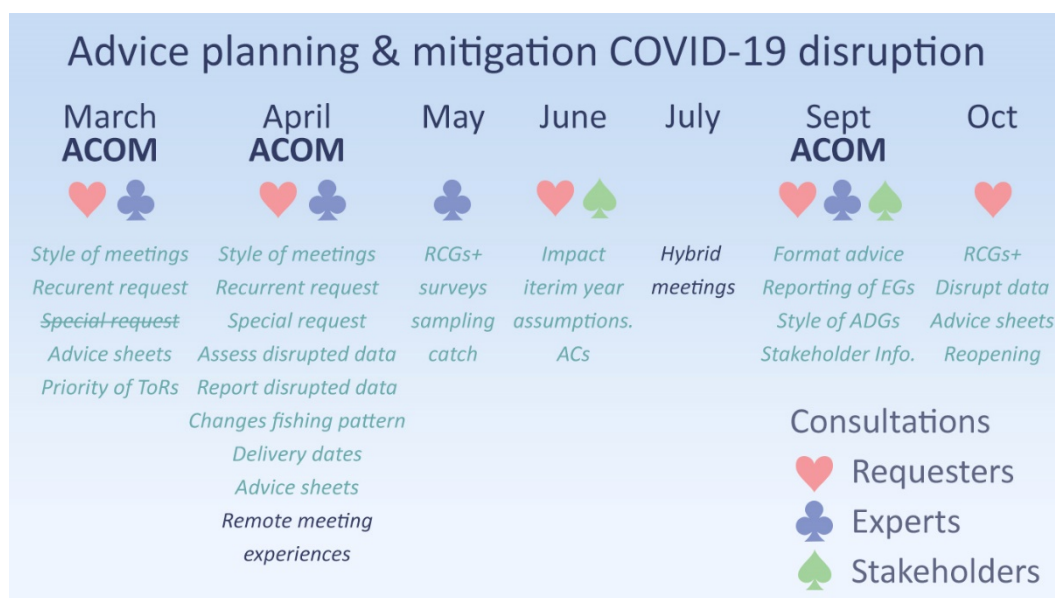 Advice planning & mitigation COVID-19 disruption
March
ACOM
Style of meetings
Recurent request
Special request
Advice sheets
Priority of ToRs
April
ACOM
Style of meetings
Recurrent request
Special request
Assess disrupted data
Report disrupted data
Changes fishing pattern
Delivery dates
Advice sheets
Remote meeting
experiences
May
RCGs+
surveys
sampling
catch
June
Impact
iterim year
assumptions.
ACs
July
Hybrid
meetings
Sept
ACOM
Format advice
Reporting of EGs
Style of ADGs
Stakeholder Info.
Oct
RCGs+
Disrupt data
Advice sheets
Reopening
Consultations
Requesters
Experts
Stakeholders